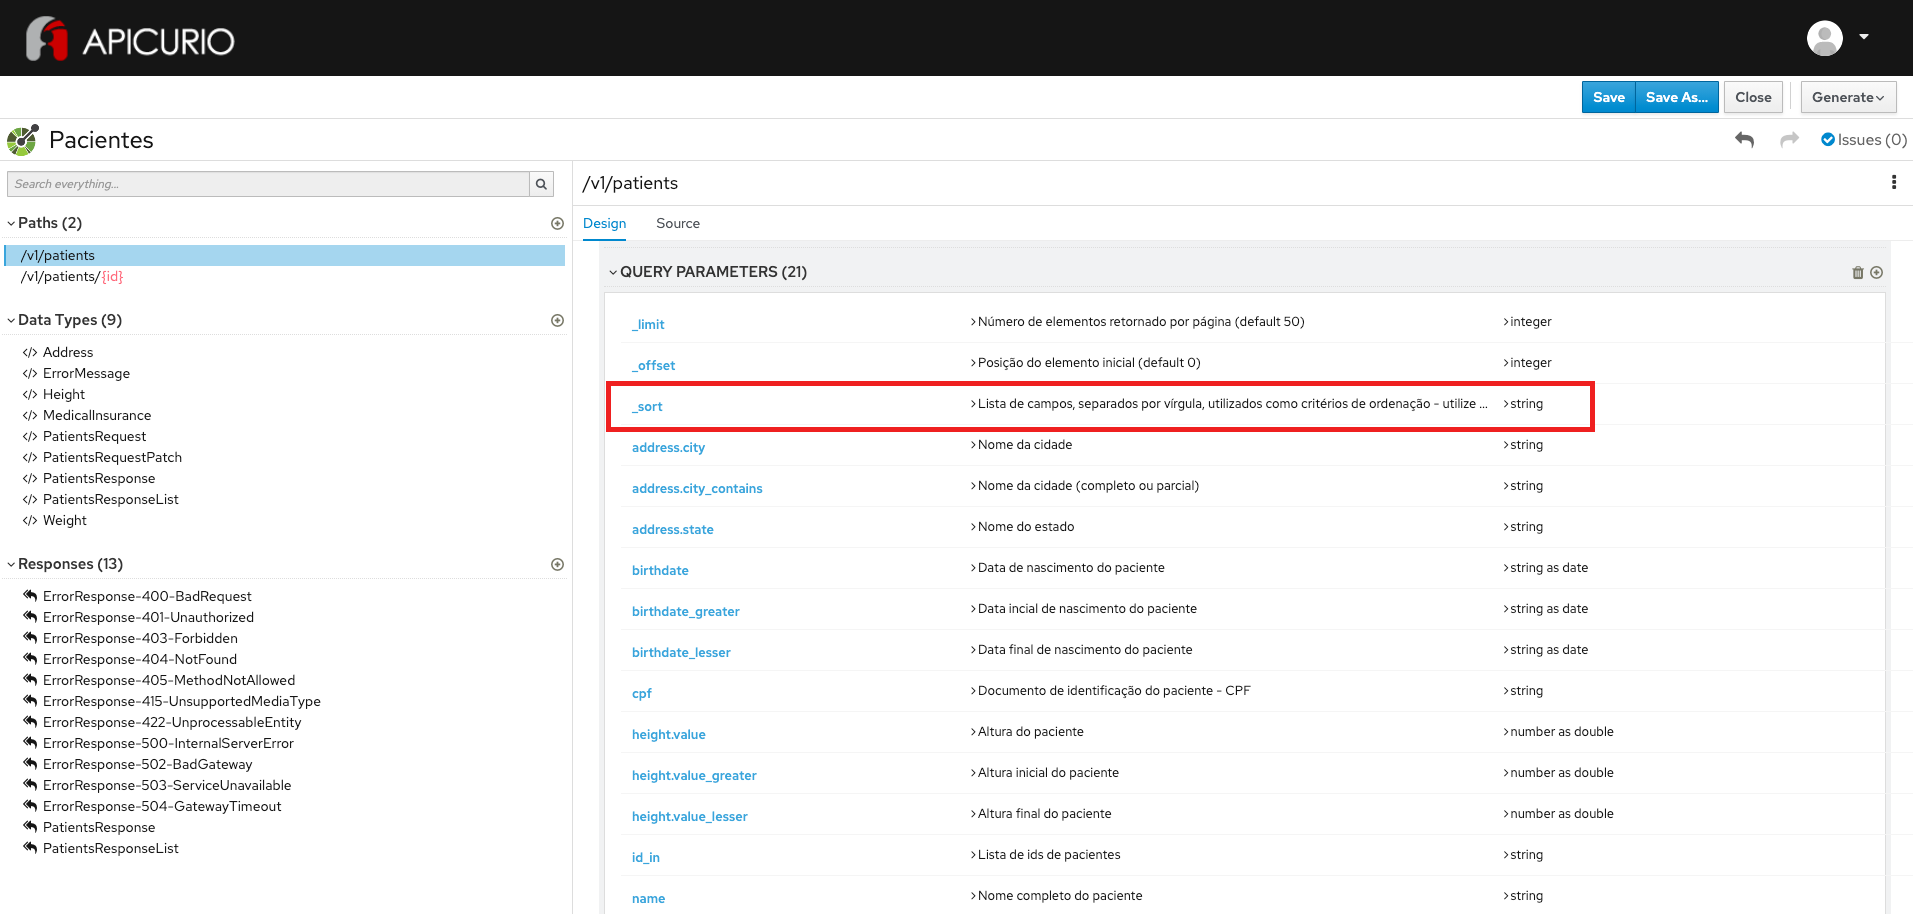 APICURIO
Save Save As... Close Generate
Pacientes
Issues (0)
Search everything...
Paths (2)
/v1/patients
/v1/patients/{id}
Data Types (9)
</> Address
</> ErrorMessage
</> Height
</> MedicalInsurance
</> PatientsRequest
</> PatientsRequestPatch
</> PatientsResponse
</> PatientsResponseList
</> Weight
Responses (13)
ErrorResponse-400-BadRequest
ErrorResponse-401-Unauthorized
ErrorResponse-403-Forbidden
ErrorResponse-404-NotFound
ErrorResponse-405-MethodNotAllowed
ErrorResponse-415-UnsupportedMediaType
ErrorResponse-422-UnprocessableEntity
ErrorResponse-500-InternalServerError
ErrorResponse-502-BadGateway
ErrorResponse-503-ServiceUnavailable
ErrorResponse-504-GatewayTimeout
PatientsResponse
PatientsResponseList
/v1/patients
Design Source
QUERY PARAMETERS (21)
_limit Número de elementos retornado por página (default 50) integer
_offset Posição do elemento inicial (default 0) integer
_sort Lista de campos, separados por vírgula, utilizados como critérios de ordenação - utilize ... string
address.city Nome da cidade string
address.city_contains Nome da cidade (completo ou parcial) string
address.state Nome do estado string
birthdate Data de nascimento do paciente string as date
birthdate_greater Data incial de nascimento do paciente string as date
birthdate_lesser Data final de nascimento do paciente string as date
cpf Documento de identificação do paciente - CPF string
height.value Altura do paciente number as double
height.value_greater Altura inicial do paciente number as double
height.value_lesser Altura final do paciente number as double
id_in Lista de ids de pacientes string
name Nome completo do paciente string